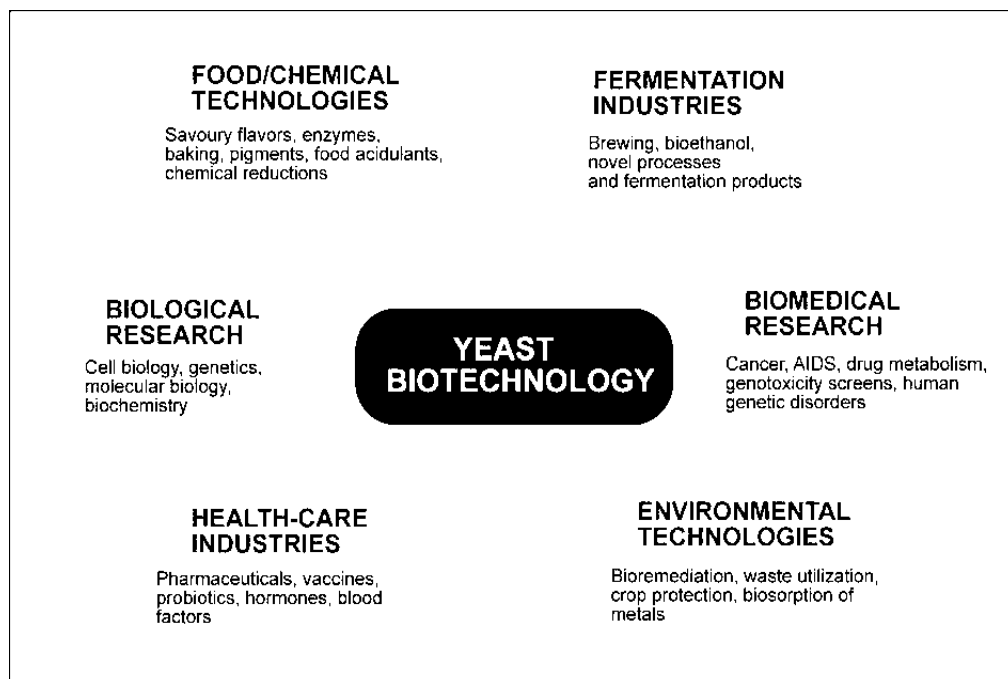 FOOD/CHEMICAL
TECHNOLOGIES
Savoury flavors, enzymes,
baking, pigments, food acidulants,
chemical reductions
FERMENTATION
INDUSTRIES
Brewing, bioethanol,
novel processes
and fermentation products
BIOLOGICAL
RESEARCH
Cell biology, genetics,
molecular biology,
biochemistry
YEAST
BIOTECHNOLOGY
BIOMEDICAL
RESEARCH
Cancer, AIDS, drug metabolism,
genotoxicity screens, human
genetic disorders
HEALTH-CARE
INDUSTRIES
Pharmaceuticals, vaccines,
probiotics, hormones, blood
factors
ENVIRONMENTAL
TECHNOLOGIES
Bioremediation, waste utilization,
crop protection, biosorption of
metals